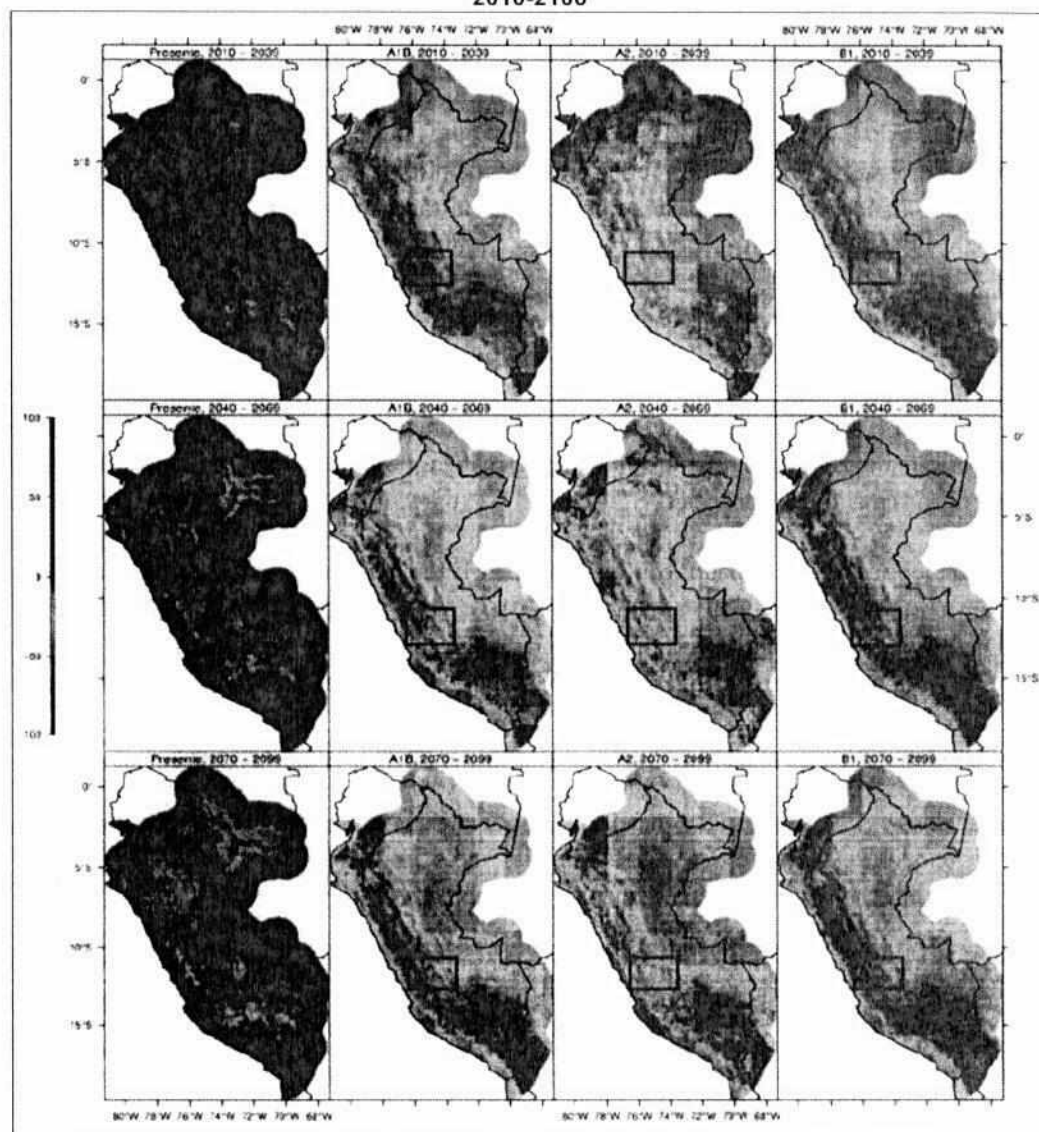 2010-2100
80°W 78°W 76°W 74°W 72°W 70°W 68°W 80°W 78°W 76°W 74°W 72°W 70°W 68°W
Presente, 2010 - 2039 A1B, 2010 - 2039 A2, 2010 - 2039 B1, 2010 - 2039
0°
5°S
10°S
15°S
Presente, 2040 - 2069 A1B, 2040 - 2069 A2, 2040 - 2069 B1, 2040 - 2069
100
50
0
-50
-100
0°
5°S
10°S
15°S
Presente, 2070 - 2099 A1B, 2070 - 2099 A2, 2070 - 2099 B1, 2070 - 2099
0°
5°S
10°S
15°S
80°W 78°W 76°W 74°W 72°W 70°W 68°W 80°W 78°W 76°W 74°W 72°W 70°W 68°W